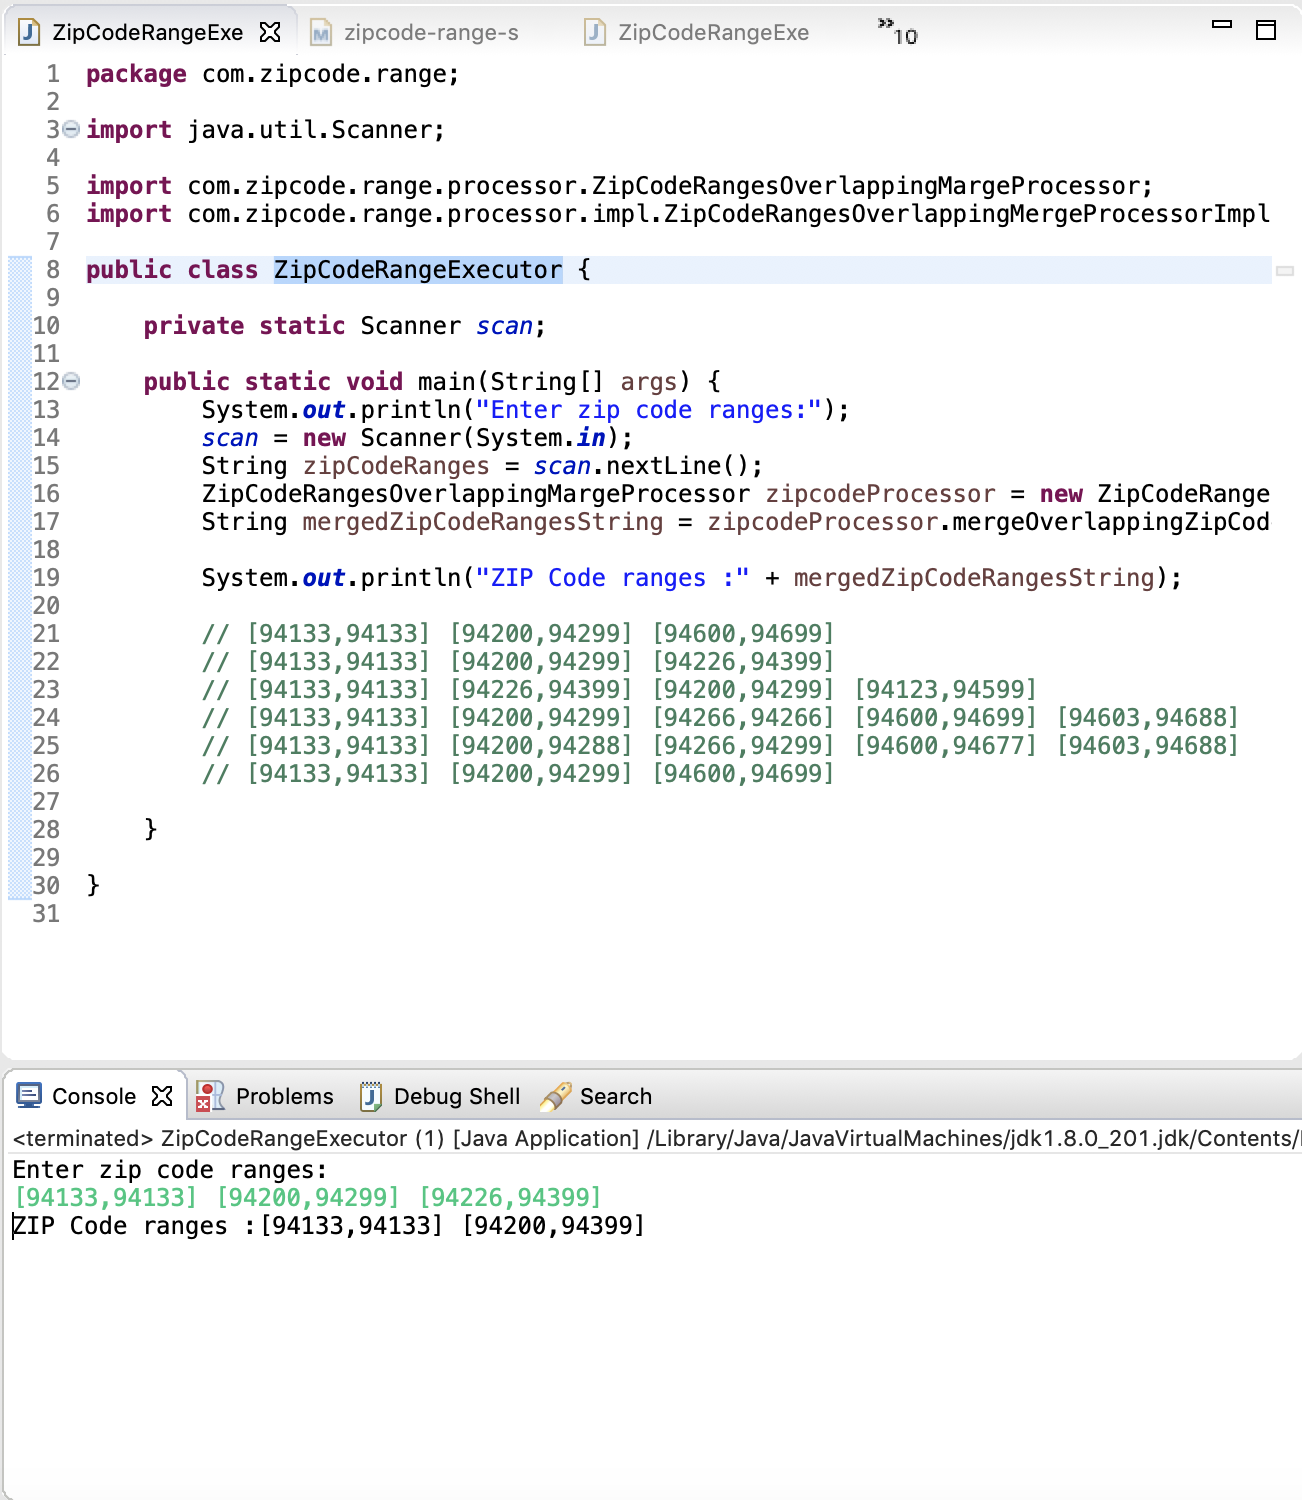 ZipCodeRangeExe zipcode-range-s ZipCodeRangeExe »10
1 package com.zipcode.range;
2
3 import java.util.Scanner;
4
5 import com.zipcode.range.processor.ZipCodeRangesOverlappingMargeProcessor;
6 import com.zipcode.range.processor.impl.ZipCodeRangesOverlappingMergeProcessorImpl
7
8 public class ZipCodeRangeExecutor {
9
10     private static Scanner scan;
11
12     public static void main(String[] args) {
13         System.out.println("Enter zip code ranges:");
14         scan = new Scanner(System.in);
15         String zipCodeRanges = scan.nextLine();
16         ZipCodeRangesOverlappingMargeProcessor zipcodeProcessor = new ZipCodeRange
17         String mergedZipCodeRangesString = zipcodeProcessor.mergeOverlappingZipCod
18
19         System.out.println("ZIP Code ranges :" + mergedZipCodeRangesString);
20
21         // [94133,94133] [94200,94299] [94600,94699]
22         // [94133,94133] [94200,94299] [94226,94399]
23         // [94133,94133] [94226,94399] [94200,94299] [94123,94599]
24         // [94133,94133] [94200,94299] [94266,94266] [94600,94699] [94603,94688]
25         // [94133,94133] [94200,94288] [94266,94299] [94600,94677] [94603,94688]
26         // [94133,94133] [94200,94299] [94600,94699]
27
28     }
29
30 }
31
Console Problems Debug Shell Search
<terminated> ZipCodeRangeExecutor (1) [Java Application] /Library/Java/JavaVirtualMachines/jdk1.8.0_201.jdk/Contents/
Enter zip code ranges:
[94133,94133] [94200,94299] [94226,94399]
ZIP Code ranges :[94133,94133] [94200,94399]